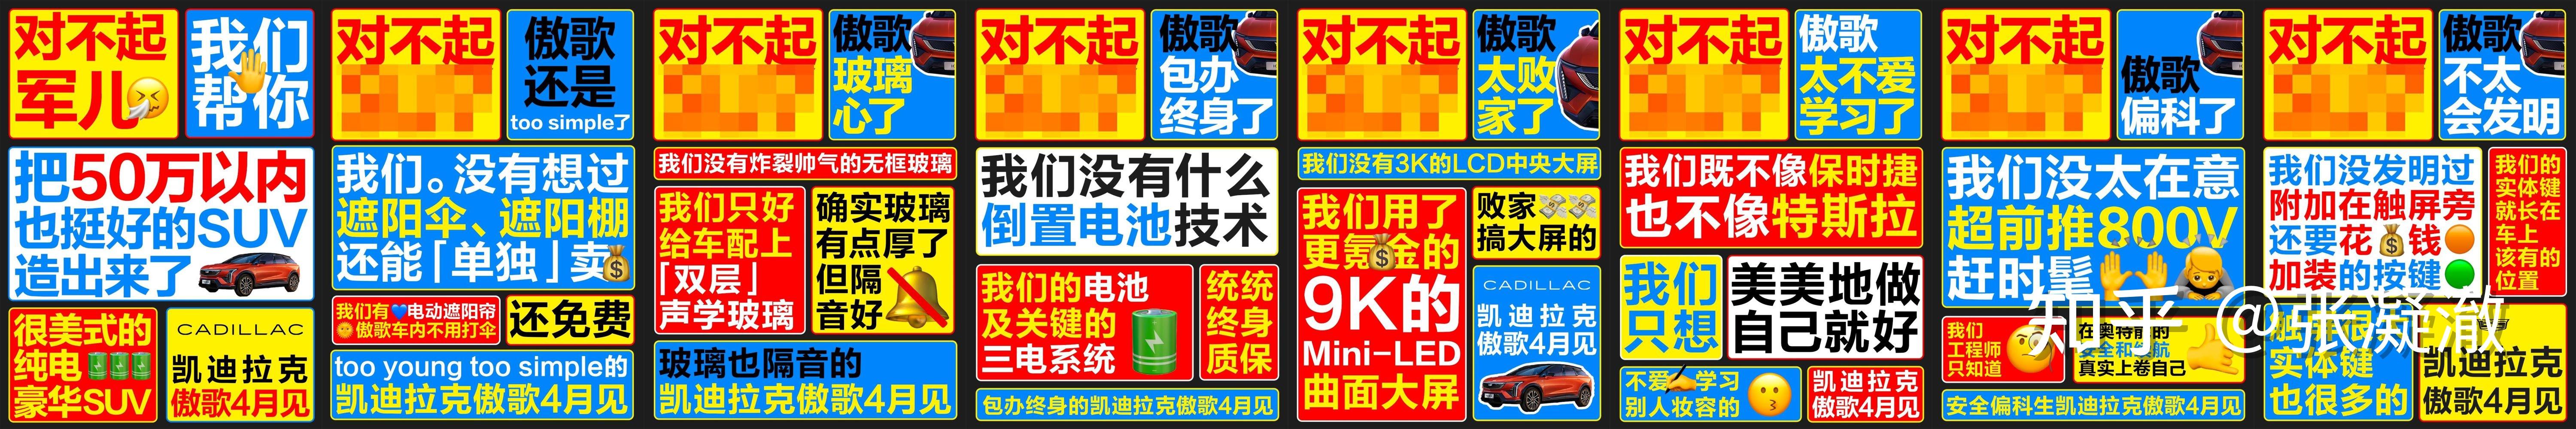 对不起
军儿
我们
帮你
把50万以内
也挺好的SUV
造出来了
很美式的
纯电
豪华SUV
CADILLAC
凯迪拉克
傲歌4月见
对不起
傲歌
还是
too simple了
我们。没有想过
遮阳伞、遮阳棚
还能「单独」卖
我们有💙电动遮阳帘
傲歌车内不用打伞
还免费
too young too simple的
凯迪拉克傲歌4月见
对不起
傲歌
玻璃
心了
我们没有炸裂帅气的无框玻璃
我们只好
给车配上
「双层」
声学玻璃
确实玻璃
有点厚了
但隔
音好
玻璃也隔音的
凯迪拉克傲歌4月见
对不起
傲歌
包办
终身了
我们没有什么
倒置电池技术
我们的电池
及关键的
三电系统
统统
终身
质保
包办终身的凯迪拉克傲歌4月见
对不起
傲歌
太败
家了
我们没有3K的LCD中央大屏
我们用了
更氪💰金的
9K的
Mini-LED
曲面大屏
败家💸💸
搞大屏的
CADILLAC
凯迪拉克
傲歌4月见
对不起
傲歌
太不爱
学习了
我们既不像保时捷
也不像特斯拉
我们
只想
美美地做
自己就好
不爱✍学习
别人妆容的
凯迪拉克
傲歌4月见
对不起
傲歌
偏科了
我们没太在意
超前推800V
赶时髦
我们
工程师
只知道
在奥特能的
安全和续航
真实上卷自己
安全偏科生凯迪拉克傲歌4月见
对不起
傲歌
不太
会发明
我们没发明过
附加在触屏旁
还要花💰钱🟠
加装的按键🟢
我们的
实体键
就长在
车上
该有的
位置
实体键
也很多的
凯迪拉克
傲歌4月见
知乎 @张凝澈